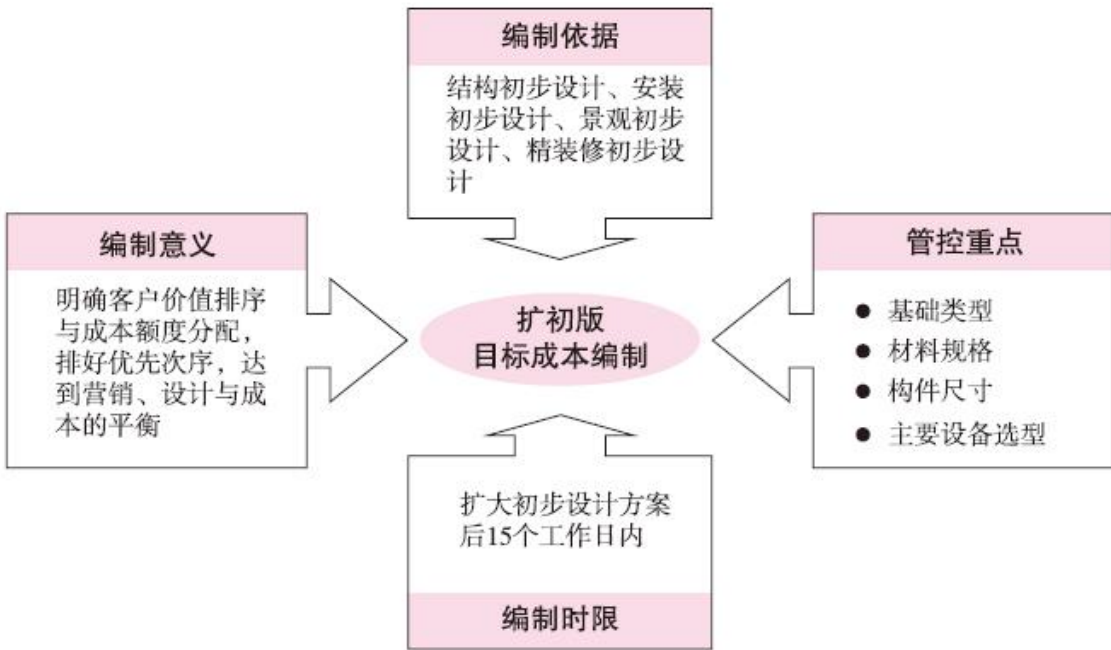 编制依据
结构初步设计、安装
初步设计、景观初步
设计、精装修初步设
计
编制意义
明确客户价值排序
与成本额度分配，
排好优先次序，达
到营销、设计与成
本的平衡
扩初版
目标成本编制
管控重点
● 基础类型
● 材料规格
● 构件尺寸
● 主要设备选型
扩大初步设计方案
后15个工作日内
编制时限